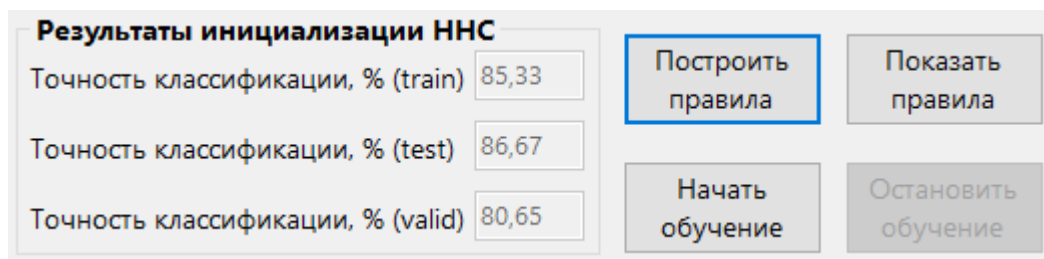 Результаты инициализации ННС
Точность классификации, % (train) 85,33
Точность классификации, % (test) 86,67
Точность классификации, % (valid) 80,65
Построить
правила
Показать
правила
Начать
обучение
Остановить
обучение